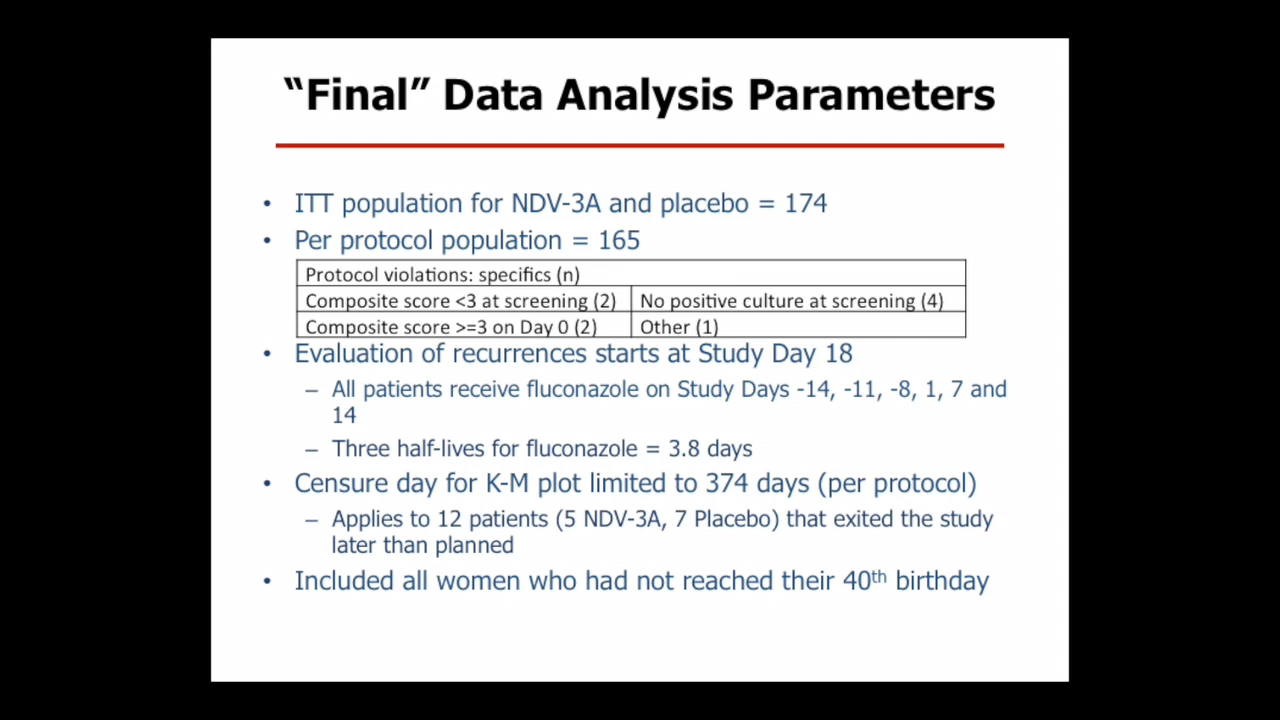 “Final” Data Analysis Parameters
• ITT population for NDV-3A and placebo = 174
• Per protocol population = 165
Protocol violations: specifics (n)
Composite score <3 at screening (2) No positive culture at screening (4)
Composite score >=3 on Day 0 (2) Other (1)
• Evaluation of recurrences starts at Study Day 18
– All patients receive fluconazole on Study Days -14, -11, -8, 1, 7 and
14
– Three half-lives for fluconazole = 3.8 days
• Censure day for K-M plot limited to 374 days (per protocol)
– Applies to 12 patients (5 NDV-3A, 7 Placebo) that exited the study
later than planned
• Included all women who had not reached their 40th birthday